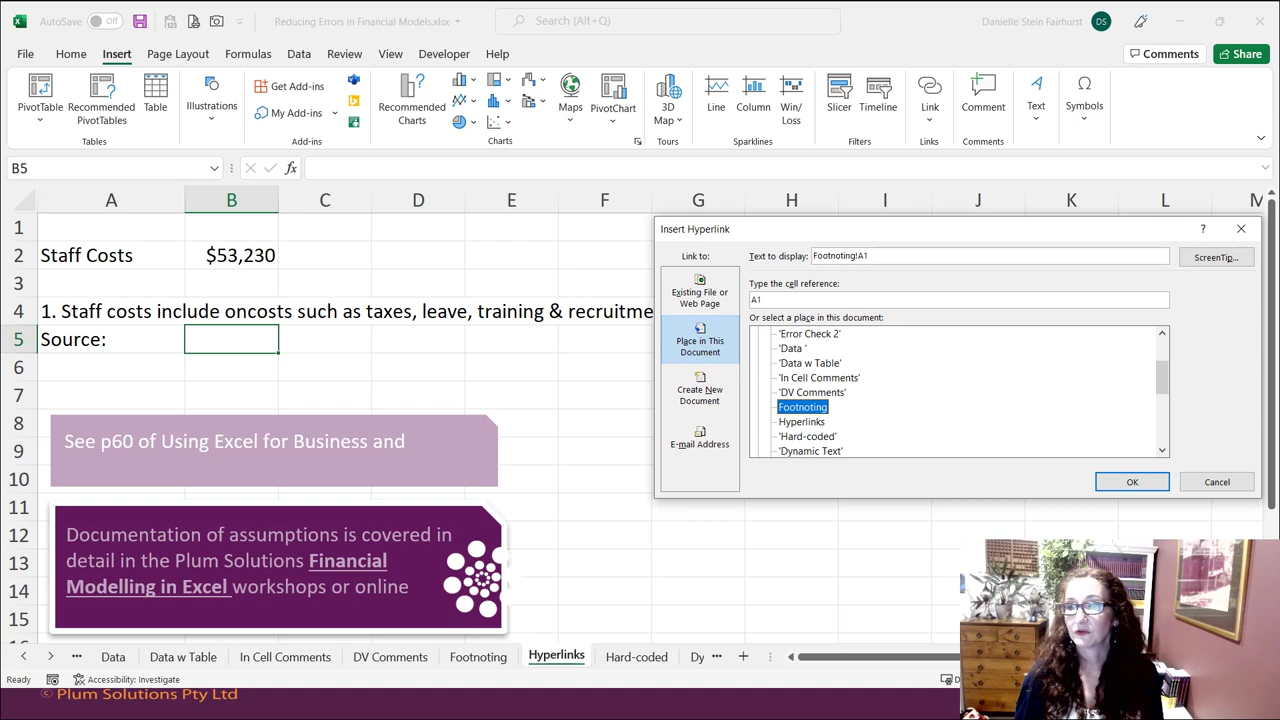 AutoSave Off
Reducing Errors in Financial Models.xlsx
Search (Alt+Q)
Danielle Stein Fairhurst DS
File Home Insert Page Layout Formulas Data Review View Developer Help
Comments Share
PivotTable
Recommended
PivotTables
Table
Tables
Illustrations
Get Add-ins
My Add-ins
Add-ins
Recommended
Charts
Maps
PivotChart
Charts
3D
Map
Tours
Line
Column
Win/
Loss
Sparklines
Slicer
Timeline
Filters
Link
Links
Comment
Comments
Text
Symbols
B5
fx
A B C D E F G H I J K L M
1
2 Staff Costs $53,230
3
4 1. Staff costs include oncosts such as taxes, leave, training & recruitme
5 Source:
6
7
8
9
10
11
12
13
14
15
See p60 of Using Excel for Business and
Documentation of assumptions is covered in
detail in the Plum Solutions Financial
Modelling in Excel workshops or online
Insert Hyperlink ?
Link to:
Text to display: Footnoting!A1
ScreenTip...
Existing File or
Web Page
Place in This
Document
Create New
Document
E-mail Address
Type the cell reference:
A1
Or select a place in this document:
'Error Check 2'
'Data '
'Data w Table'
'In Cell Comments'
'DV Comments'
Footnoting
Hyperlinks
'Hard-coded'
'Dynamic Text'
OK Cancel
Data Data w Table In Cell Comments DV Comments Footnoting Hyperlinks Hard-coded Dy
Ready Accessibility: Investigate
© Plum Solutions Pty Ltd